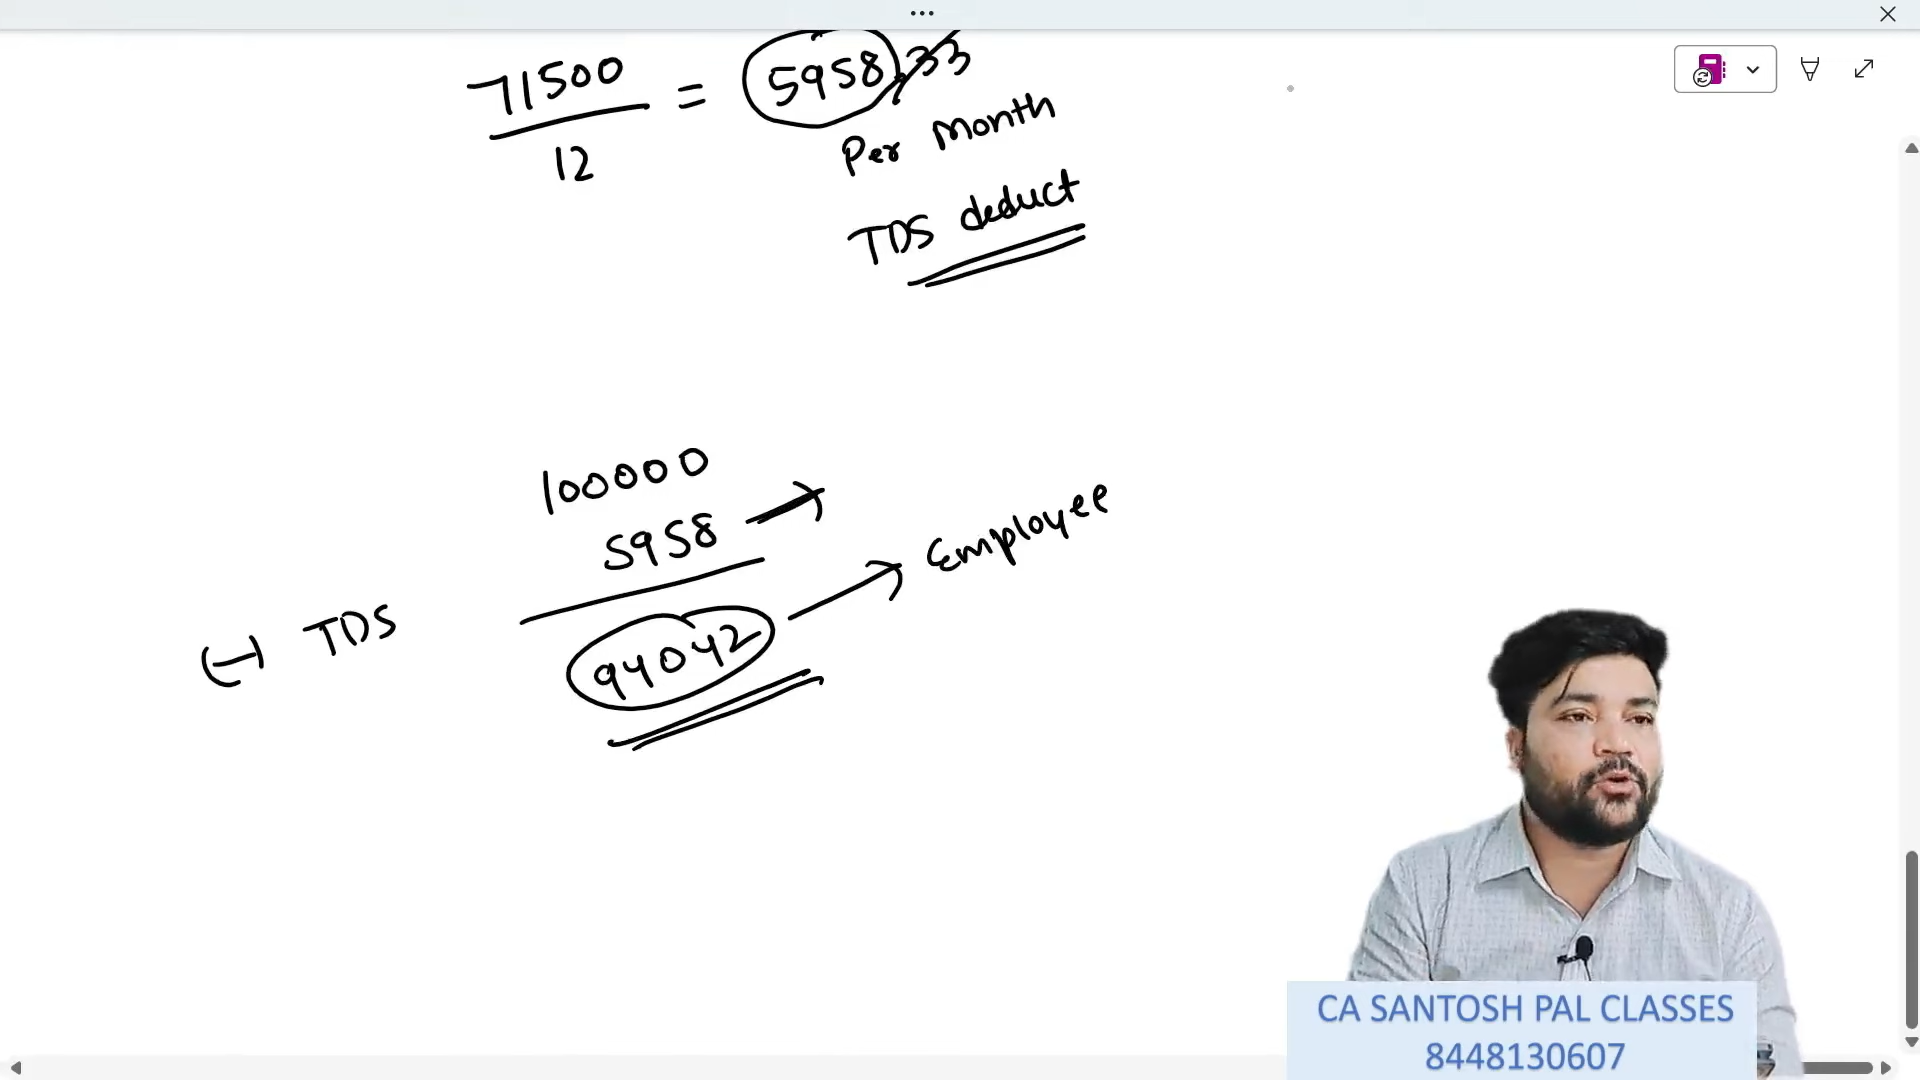 71500
12
= 5958.33
Per Month
TDS deduct
100000
5958
(-) TDS
94042
Employee
CA SANTOSH PAL CLASSES
8448130607